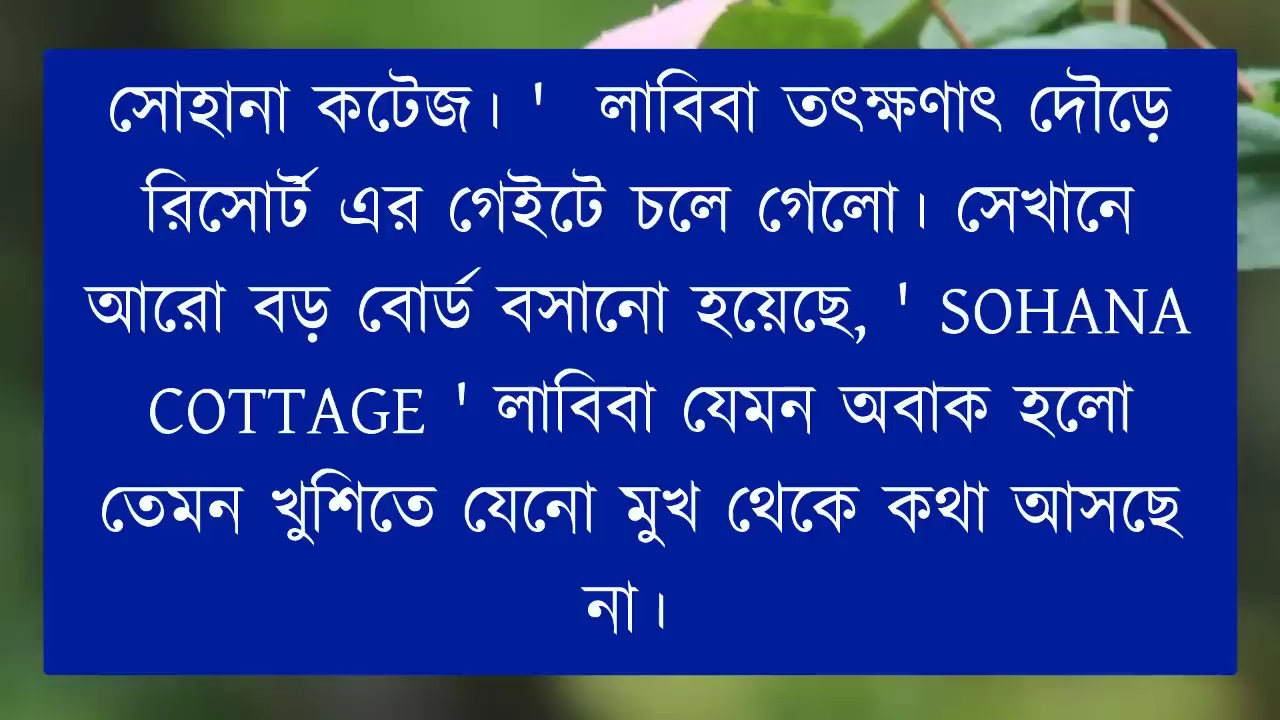 সোহানা কটেজ। ' লাবিবা তৎক্ষণাৎ দৌড়ে
রিসোর্ট এর গেইটে চলে গেলো। সেখানে
আরো বড় বোর্ড বসানো হয়েছে, ' SOHANA
COTTAGE ' লাবিবা যেমন অবাক হলো
তেমন খুশিতে যেনো মুখ থেকে কথা আসছে
না।